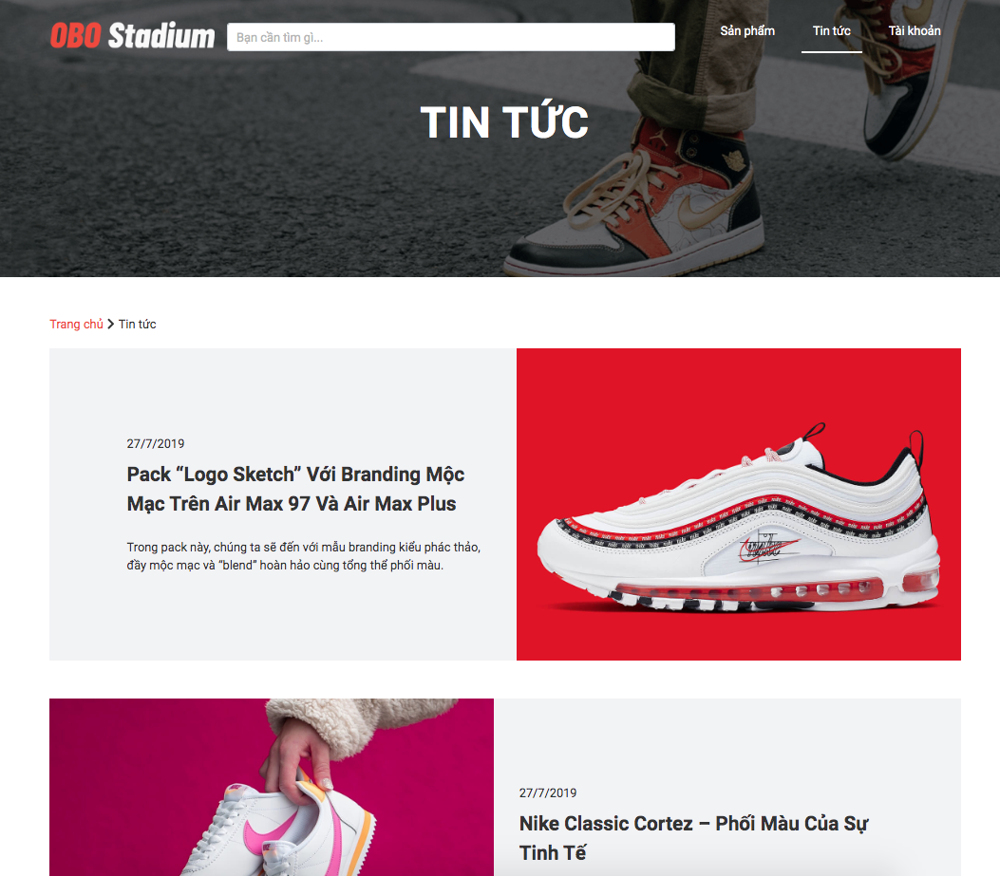 OBO Stadium
Bạn cần tìm gì...
Sản phẩm
Tin tức
Tài khoản
TIN TỨC
Trang chủ > Tin tức
27/7/2019
Pack “Logo Sketch” Với Branding Mộc
Mạc Trên Air Max 97 Và Air Max Plus
Trong pack này, chúng ta sẽ đến với mẫu branding kiểu phác thảo,
đầy mộc mạc và “blend” hoàn hảo cùng tổng thể phối màu.
27/7/2019
Nike Classic Cortez – Phối Màu Của Sự
Tinh Tế